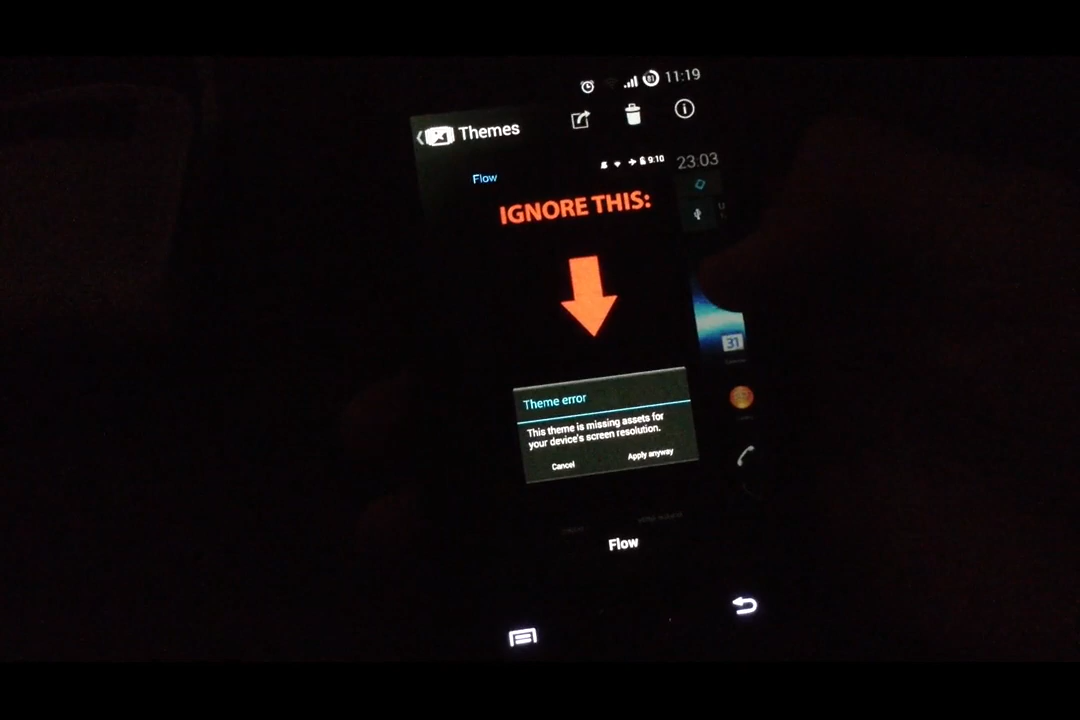 11:19
Themes
9:10
23:03
Flow
IGNORE THIS:
31
Theme error
This theme is missing assets for
your device's screen resolution.
Cancel Apply anyway
Flow